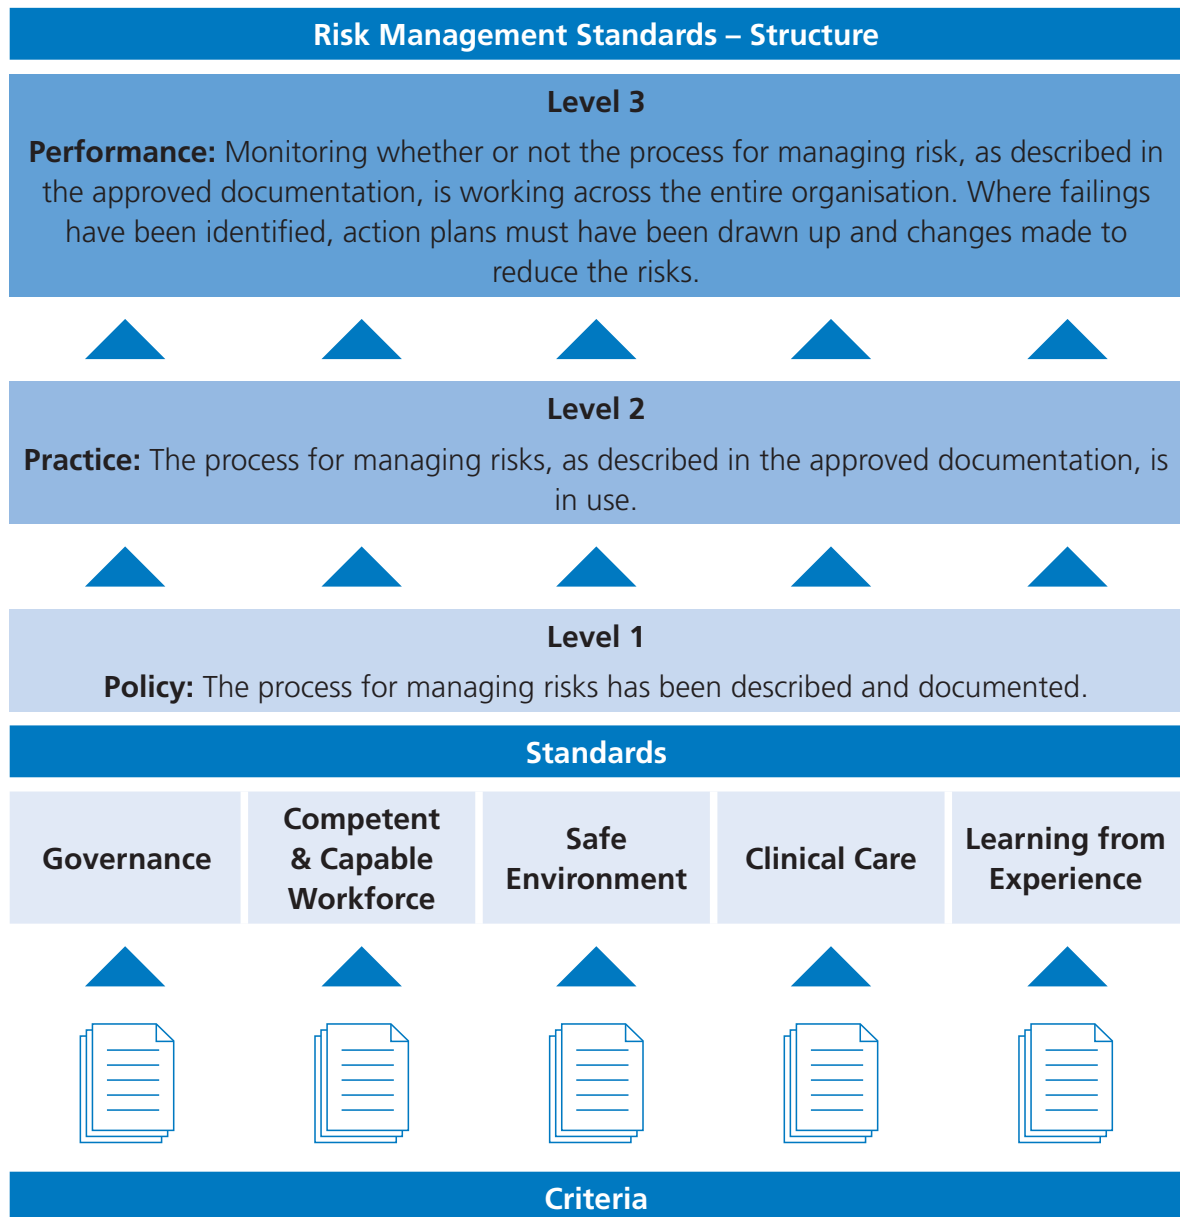 Risk Management Standards – Structure
Level 3
Performance: Monitoring whether or not the process for managing risk, as described in
the approved documentation, is working across the entire organisation. Where failings
have been identified, action plans must have been drawn up and changes made to
reduce the risks.
Level 2
Practice: The process for managing risks, as described in the approved documentation, is
in use.
Level 1
Policy: The process for managing risks has been described and documented.
Standards
Governance
Competent
& Capable
Workforce
Safe
Environment
Clinical Care
Learning from
Experience
Criteria